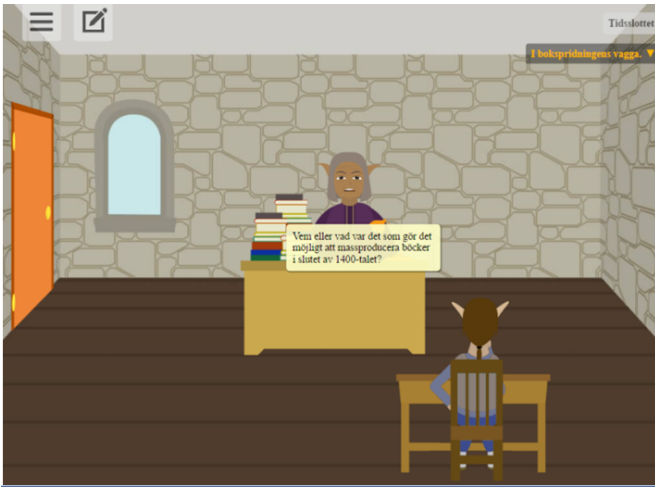 Tidsslottet
I bokspridningens vagga. ▼
Vem eller vad var det som gör det
möjligt att massproducera böcker
i slutet av 1400-talet?